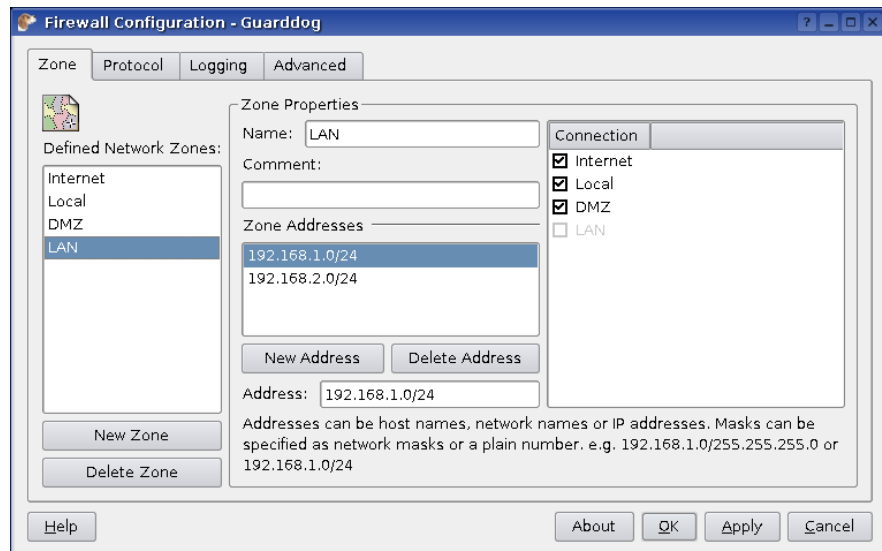 Firewall Configuration - Guarddog
Zone Protocol Logging Advanced
Defined Network Zones:
Internet
Local
DMZ
LAN
New Zone
Delete Zone
Zone Properties
Name: LAN
Comment:
Zone Addresses
192.168.1.0/24
192.168.2.0/24
New Address Delete Address
Address: 192.168.1.0/24
Connection
Internet
Local
DMZ
LAN
Addresses can be host names, network names or IP addresses. Masks can
be specified as network masks or a plain number. e.g. 192.168.1.0/255.255.255.0 or
192.168.1.0/24
Help About OK Apply Cancel